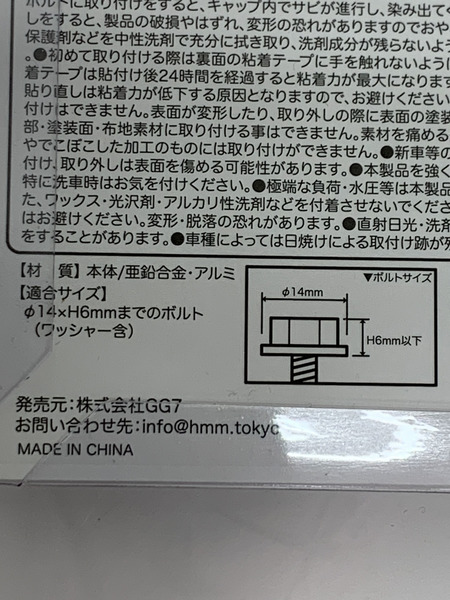 ボルトに取り付けをすると、キャップ内でサビが進行し、染み出てく
しをすると、製品の破損やはずれ、変形の恐れがありますのでおや
保護剤などを中性洗剤で充分に拭き取り、洗剤成分が残らないよう
。●初めて取り付ける際は裏面の粘着テープに手を触れないように
着テープは貼付け後24時間を経過すると粘着力が最大になります
貼り直しは粘着力が低下する原因となりますので、お避けください
付けはできません。表面が変形したり、取り外しの際に表面の塗装
部・塗装面・布地素材に取り付ける事はできません。素材を痛める
やでこぼこした加工のものには取り付けできません。●新車等の
付け、取り外しは表面を傷める可能性があります。●本製品を強く
特に洗車時はお気を付けください。●極端な負荷・水圧等は本製品
た、ワックス・光沢剤・アルカリ性洗剤などを付着させないでくださ
はお避けください。変形・脱落の恐れがあります。●直射日光・洗剤
をする事があります。●車種によっては日焼けによる取付け跡が残
【材 質】本体/亜鉛合金・アルミ
【適合サイズ】
φ14×H6mmまでのボルト
(ワッシャー含)
▼ボルトサイズ
φ14mm
H6mm以下
発売元:株式会社GG7
お問い合わせ先:info@hmm.tokyo
MADE IN CHINA